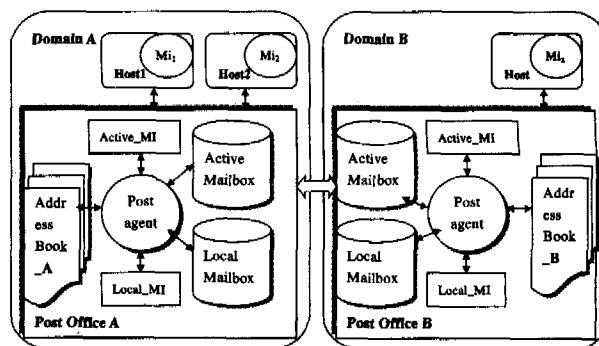 Domain A
Mi1
Host1
Mi2
Host2
Active_MI
Active
Mailbox
Addr
ess
Book
_A
Post
agent
Local
Mailbox
Local_MI
Post Office A
Domain B
Host
Active_MI
Active
Mailbox
Post
agent
Addr
ess
Book
_B
Local
Mailbox
Local_MI
Post Office B